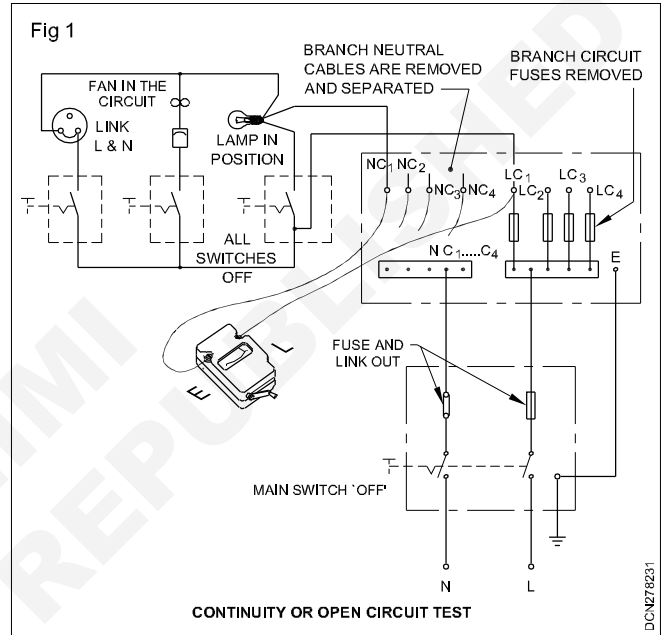 Fig 1
BRANCH NEUTRAL
CABLES ARE REMOVED
AND SEPARATED
BRANCH CIRCUIT
FUSES REMOVED
FAN IN THE
CIRCUIT
LINK
L & N
LAMP IN
POSITION
NC1 NC2
NC3 NC4
LC1
LC2
LC3
LC4
ALL
SWITCHES
OFF
N C1.....C4
E
E
L
FUSE AND
LINK OUT
MAIN SWITCH `OFF'
N
L
CONTINUITY OR OPEN CIRCUIT TEST
DCN278231
IMI
REPUBLISHED